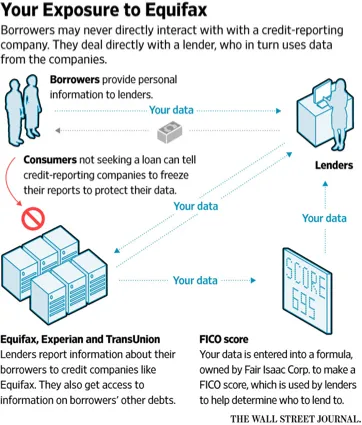 Your Exposure to Equifax
Borrowers may never directly interact with with a credit-reporting
company. They deal directly with a lender, who in turn uses data
from the companies.
Borrowers provide personal
information to lenders.
Your data
Consumers not seeking a loan can tell
credit-reporting companies to freeze
their reports to protect their data.
Lenders
Your data
Your data
Your data
SCORE
695
Equifax, Experian and TransUnion
Lenders report information about their
borrowers to credit companies like
Equifax. They also get access to
information on borrowers' other debts.
FICO score
Your data is entered into a formula,
owned by Fair Isaac Corp. to make a
FICO score, which is used by lenders
to help determine who to lend to.
THE WALL STREET JOURNAL.